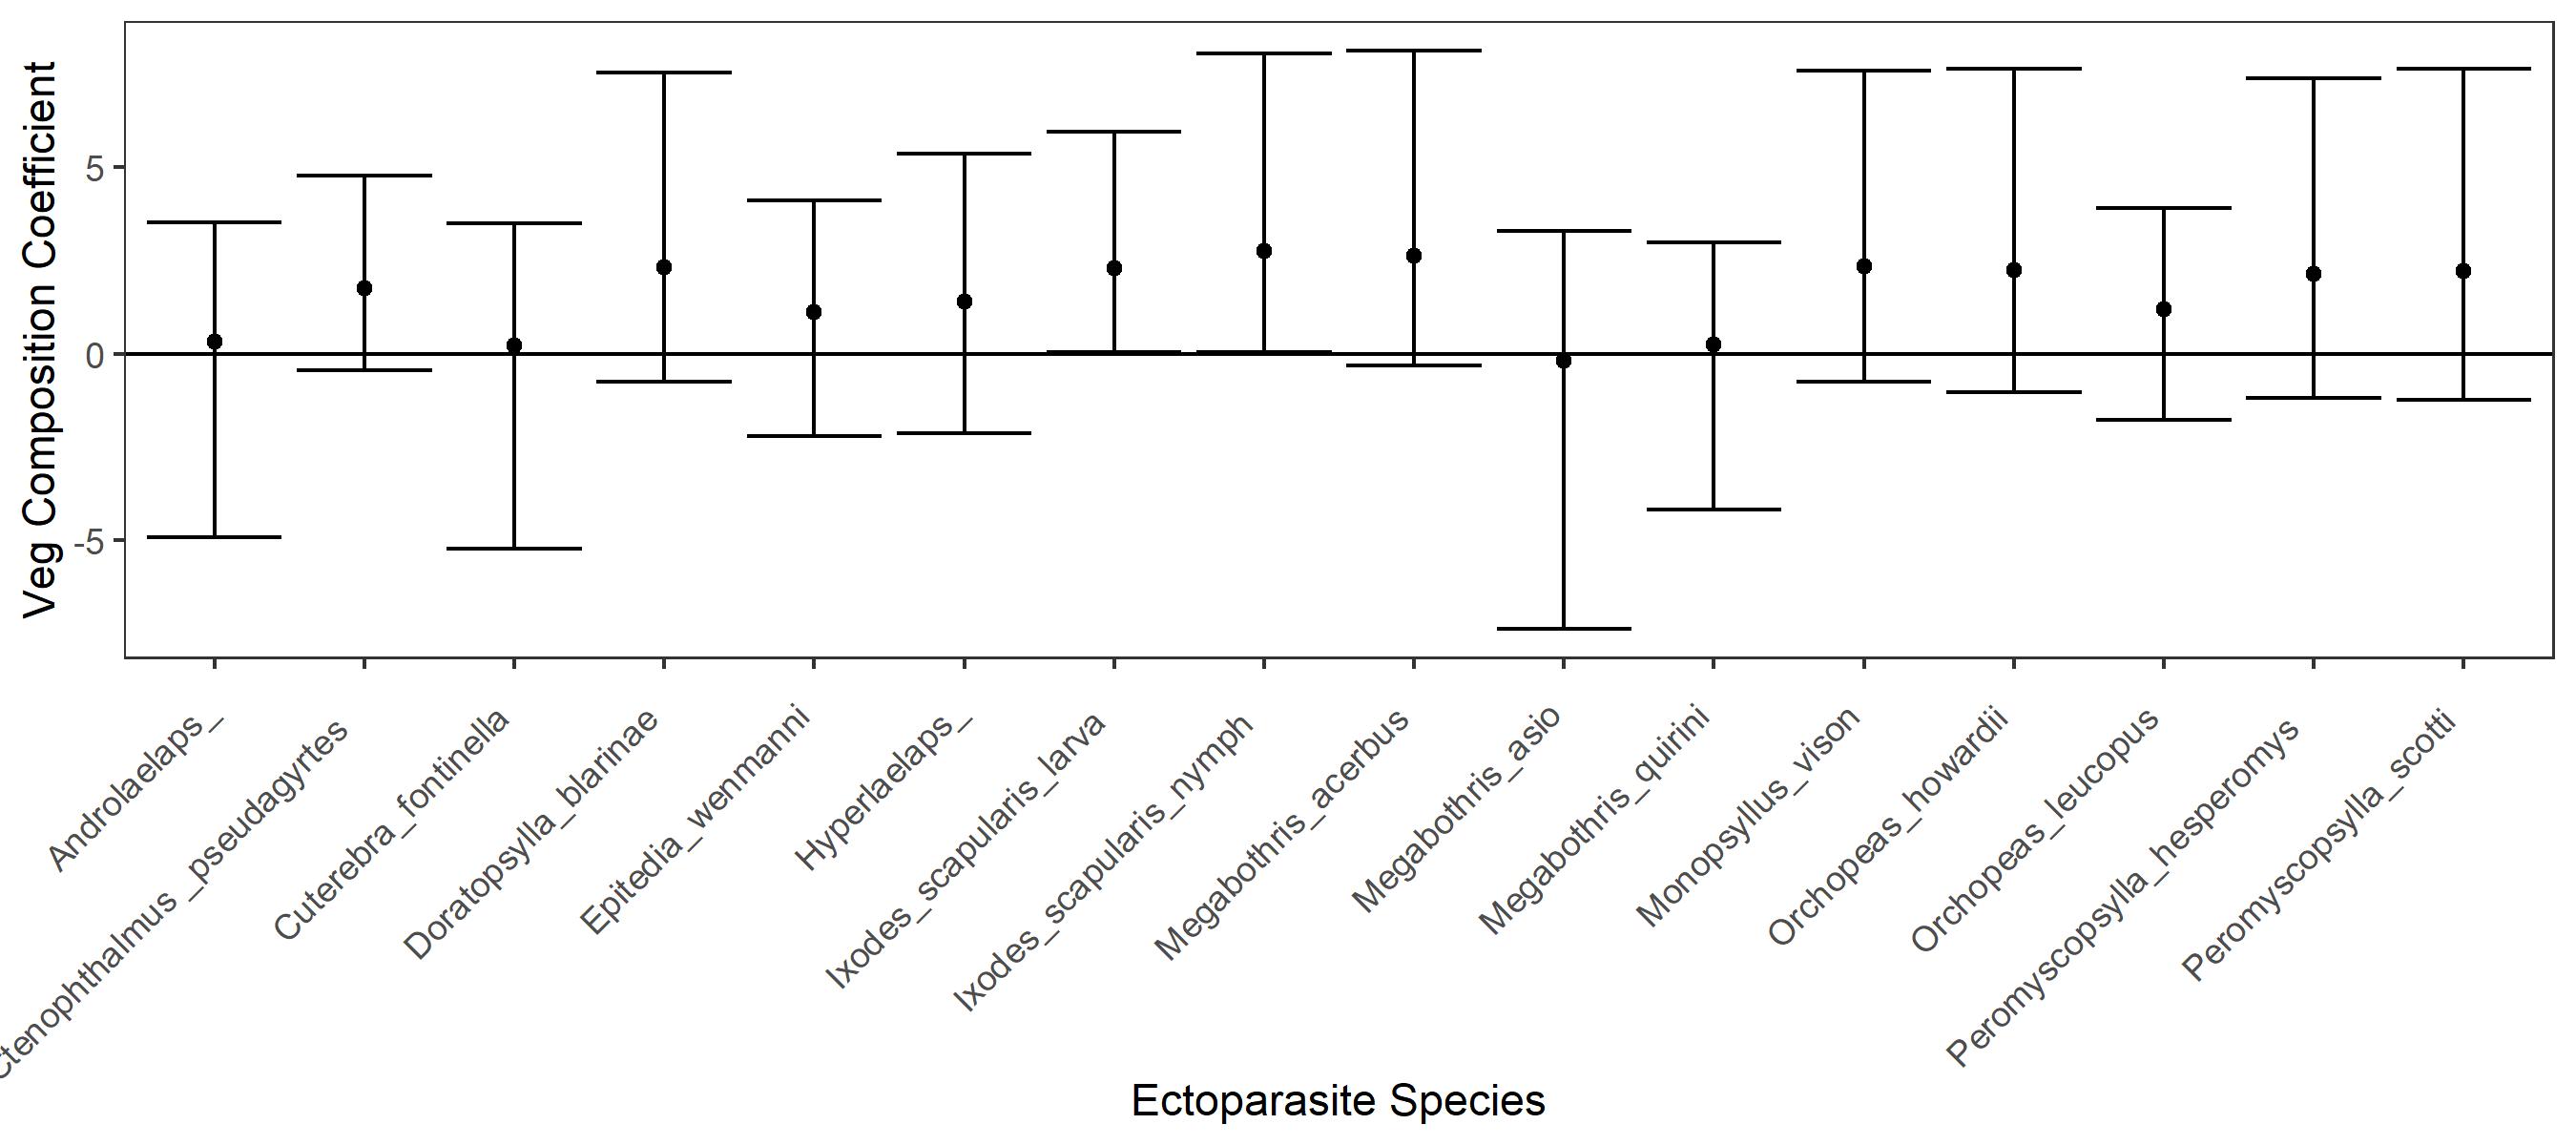 Veg Composition Coefficient
5
0
-5
Androlaelaps_
ctenophthalmus_pseudagyrtes
Cuterebra_fontinella
Doratopsylla_blarinae
Epitedia_wenmanni
Hyperlaelaps_
Ixodes_scapularis_larva
Ixodes_scapularis_nymph
Megabothris_acerbus
Megabothris_asio
Megabothris_quirini
Monopsyllus_vison
Orchopeas_howardii
Orchopeas_leucopus
Peromyscopsylla_hesperomys
Peromyscopsylla_scotti
Ectoparasite Species